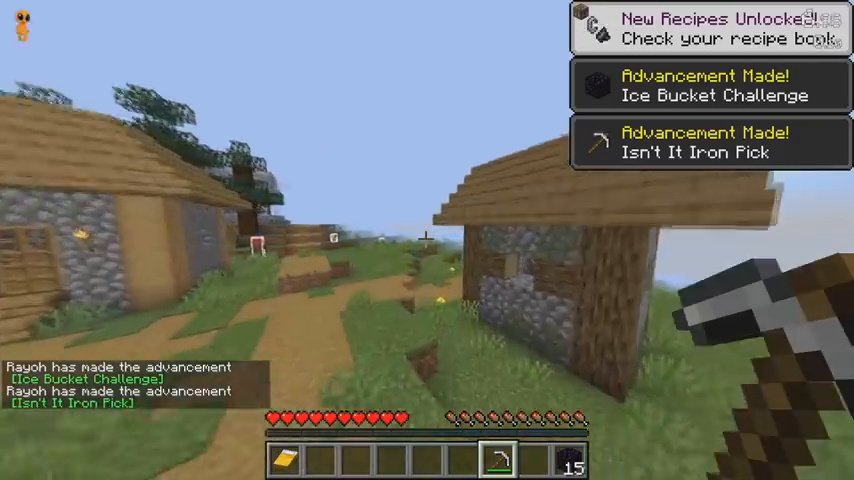 New Recipes Unlocked!
Check your recipe book
Advancement Made!
Ice Bucket Challenge
Advancement Made!
Isn't It Iron Pick
Rayoh has made the advancement
[Ice Bucket Challenge]
Rayoh has made the advancement
[Isn't It Iron Pick]
15